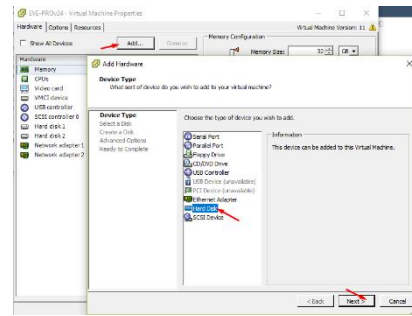 EVE-PROv24 - Virtual Machine Properties
Hardware Options Resources
Virtual Machine Version: 11
Show All Devices
Add...
Remove
Memory Configuration
Memory Size: 32 GB
Hardware
Memory
CPUs
Video card
VMCI device
USB controller
SCSI controller 0
Hard disk 1
Hard disk 2
Network adapter 1
Network adapter 2
Add Hardware
Device Type
What sort of device do you wish to add to your virtual machine?
Device Type
Select a Disk
Create a Disk
Advanced Options
Ready to Complete
Choose the type of device you wish to add.
Serial Port
Parallel Port
Floppy Drive
CD/DVD Drive
USB Controller
USB Device (unavailable)
PCI Device (unavailable)
Ethernet Adapter
Hard Disk
SCSI Device
Information
This device can be added to this Virtual Machine.
< Back
Next >
Cancel